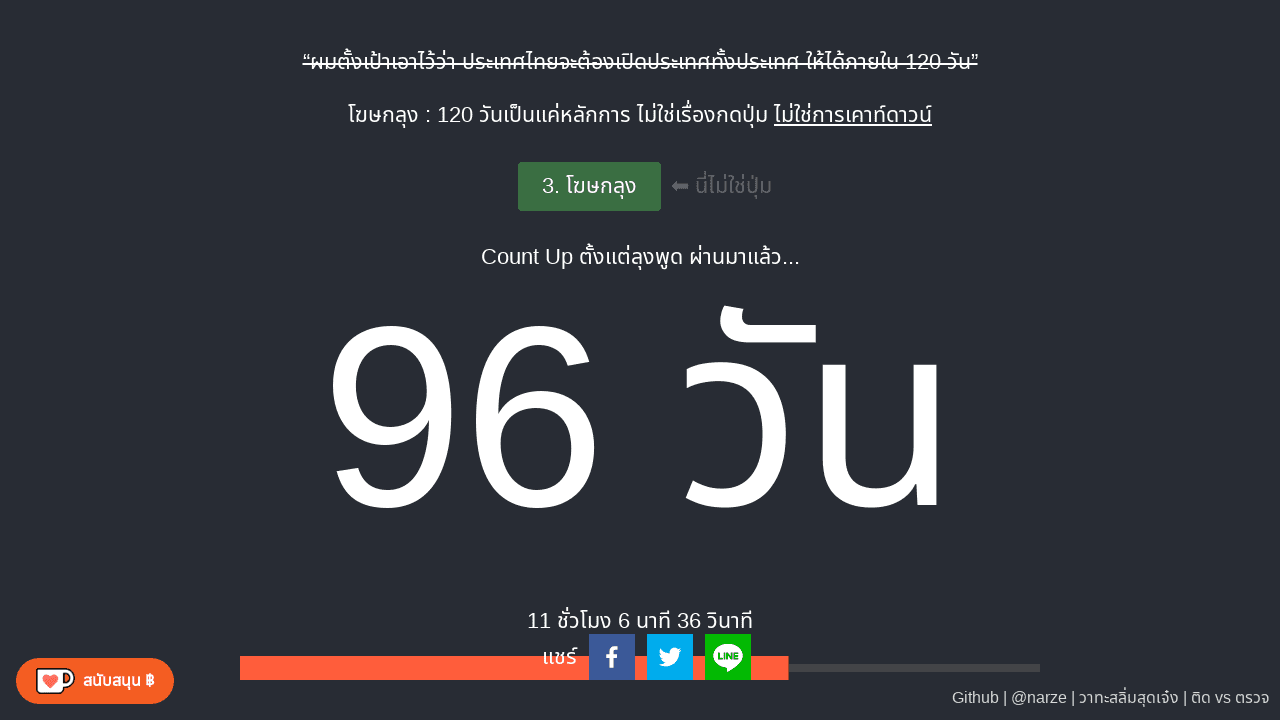 “ผมตั้งเป้าเอาไว้ว่า ประเทศไทยจะต้องเปิดประเทศทั้งประเทศ ให้ได้ภายใน 120 วัน”
โฆษกลุง : 120 วันเป็นแค่หลักการ ไม่ใช่เรื่องกดปุ่ม ไม่ใช่การเคาท์ดาวน์
3. โฆษกลุง ⬅ นี่ไม่ใช่ปุ่ม
Count Up ตั้งแต่ลุงพูด ผ่านมาแล้ว...
96 วัน
11 ชั่วโมง 6 นาที 36 วินาที
แชร์ LINE
สนับสนุน ฿
Github | @narze | วาทะสลิ่มสุดเจ๋ง | ติด vs ตรวจ